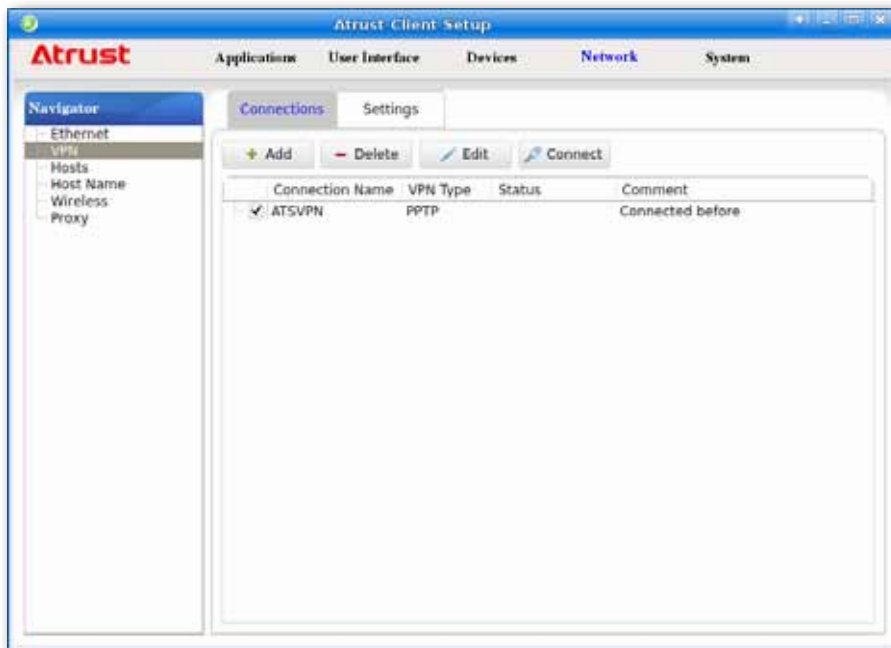 Atrust Client Setup
Atrust
Applications User Interface Devices Network System
Navigator
Ethernet
VPN
Hosts
Host Name
Wireless
Proxy
Connections Settings
Add Delete Edit Connect
Connection Name VPN Type Status Comment
ATSVPN PPTP Connected before